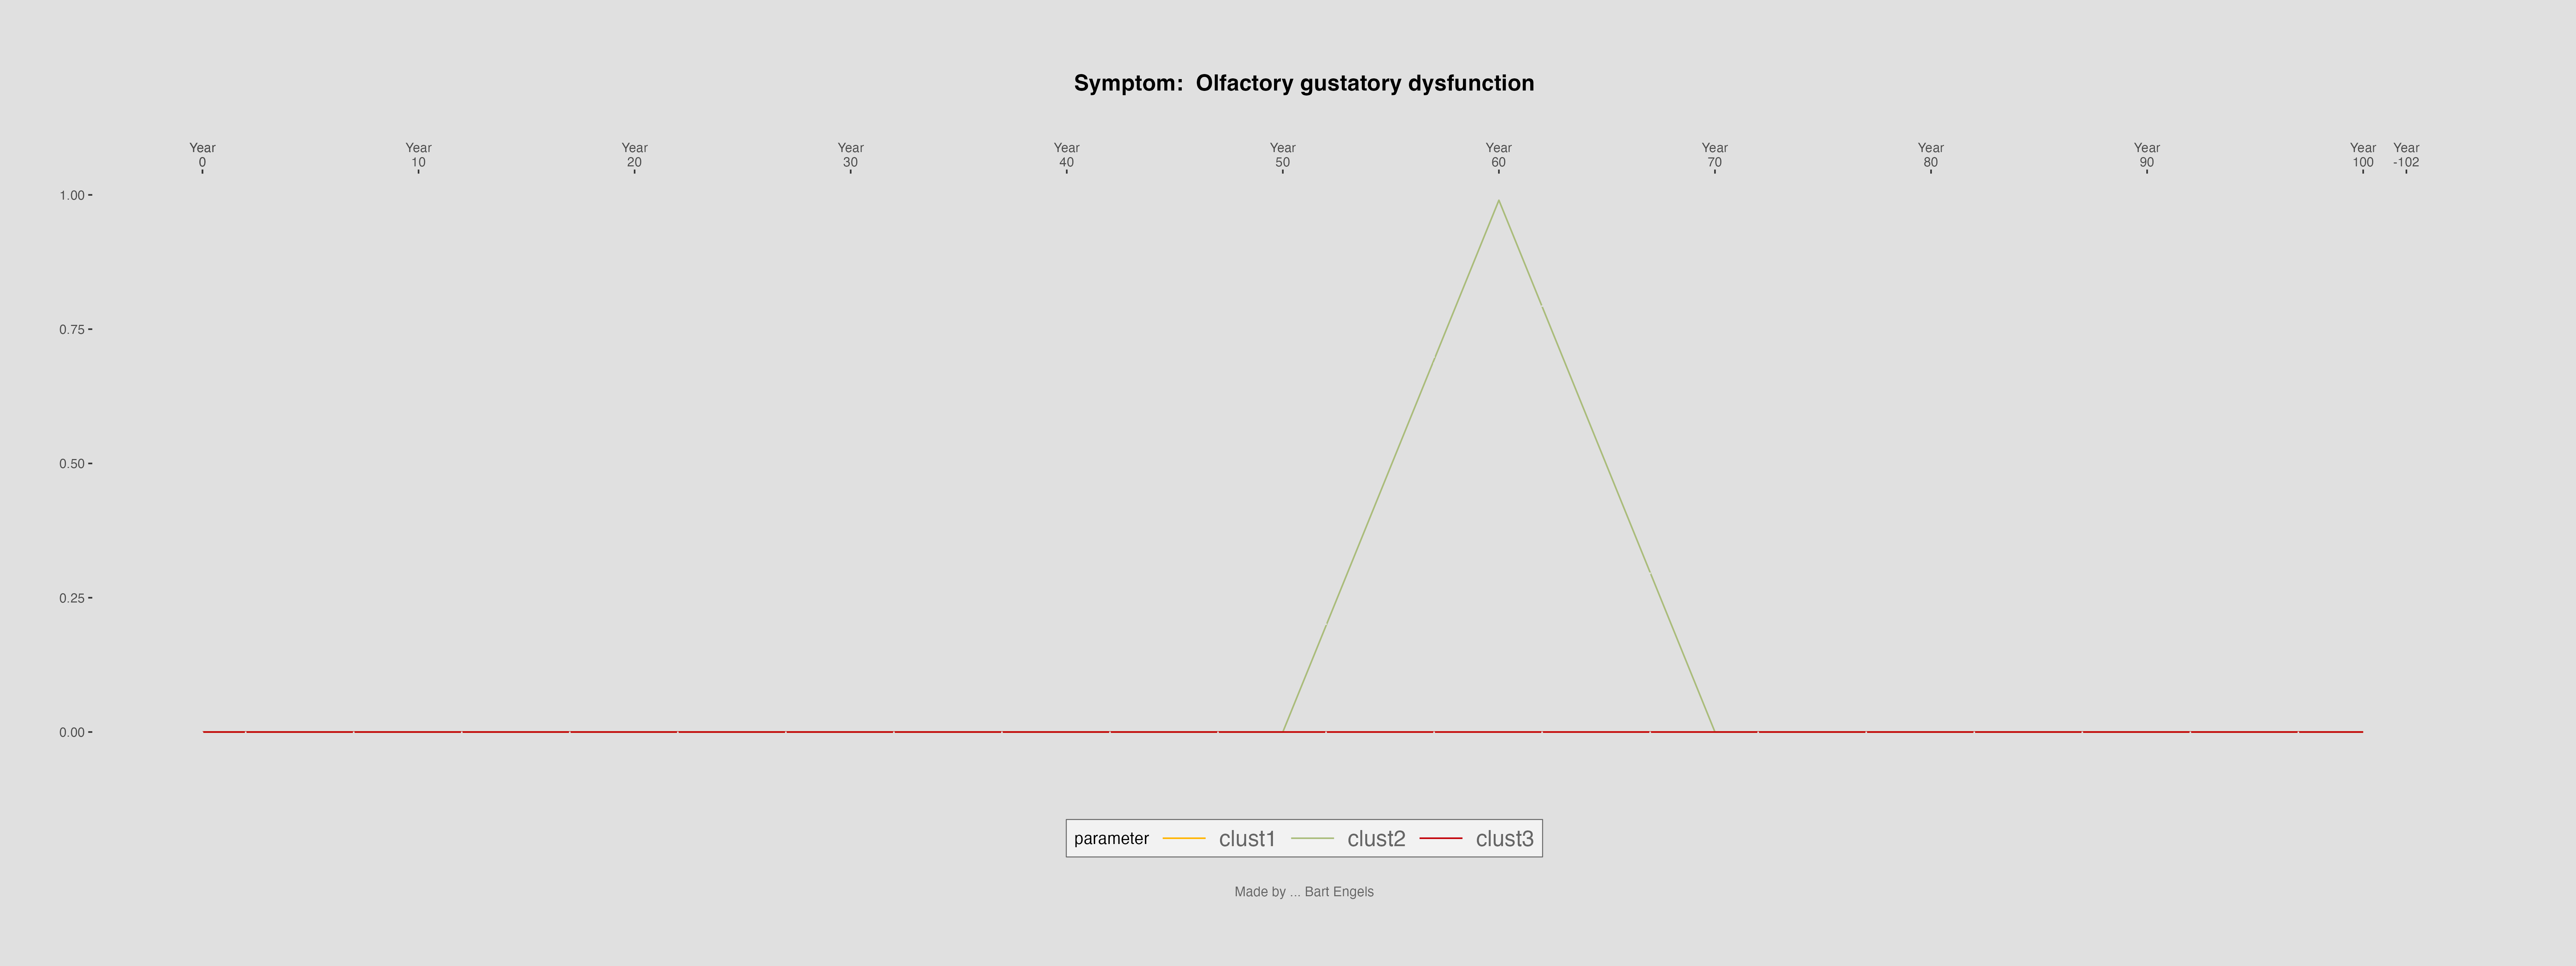 Symptom:  Olfactory gustatory dysfunction
Year Year Year Year Year Year Year Year Year Year Year Year
0 10 20 30 40 50 60 70 80 90 100 -102
1.00
0.75
0.50
0.25
0.00
parameter clust1 clust2 clust3
Made by ... Bart Engels